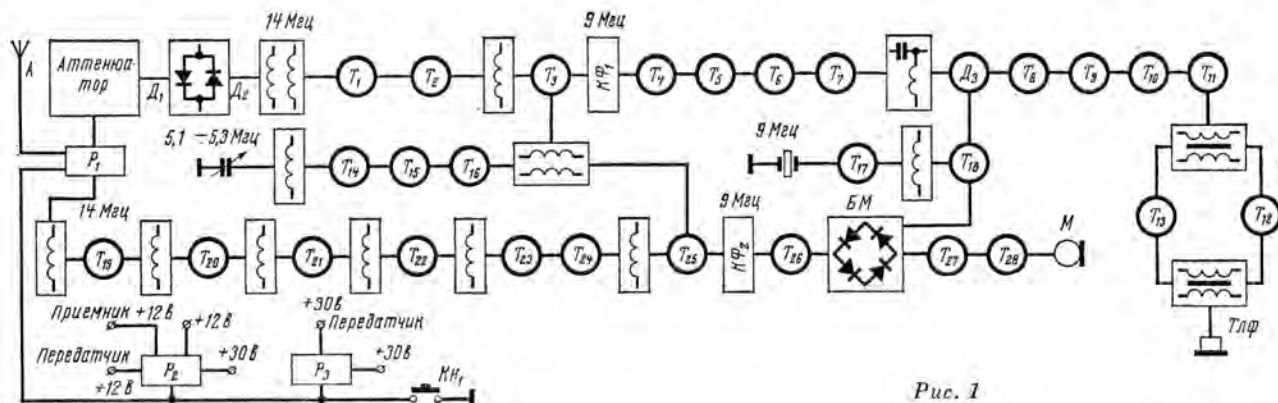 14 Мгц
9 Мгц
А
Аттенюа-
тор
Д₁
Д₂
Т₁
Т₂
Т₃
КФ₁
Т₄
Т₅
Т₆
Т₇
Д₃
Т₈
Т₉
Т₁₀
Т₁₁
Р₁
5,1 – 5,3 Мгц
Т₁₄
Т₁₅
Т₁₆
9 Мгц
Т₁₇
Т₁₈
Т₁₃
Т₁₂
14 Мгц
Т₁₉
Т₂₀
Т₂₁
Т₂₂
Т₂₃
Т₂₄
Т₂₅
9 Мгц
КФ₂
Т₂₆
БМ
Т₂₇
Т₂₈
М
Тлф
Приемник +12 в
+12 в
Передатчик
+12 в
Р₂
+30 в
+30 в
Передатчик
Р₃
+30 в
Кн₁
Рис. 1